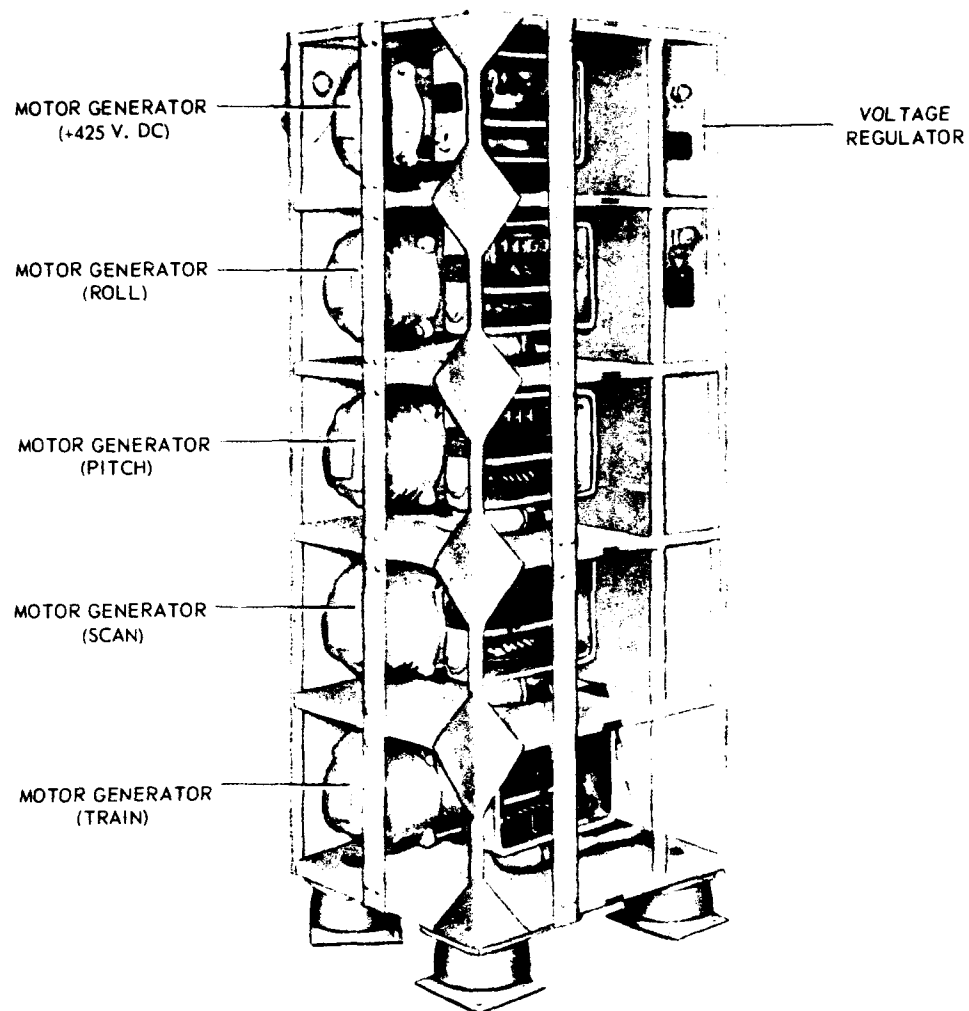 MOTOR GENERATOR
(+425 V. DC)
VOLTAGE
REGULATOR
MOTOR GENERATOR
(ROLL)
MOTOR GENERATOR
(PITCH)
MOTOR GENERATOR
(SCAN)
MOTOR GENERATOR
(TRAIN)